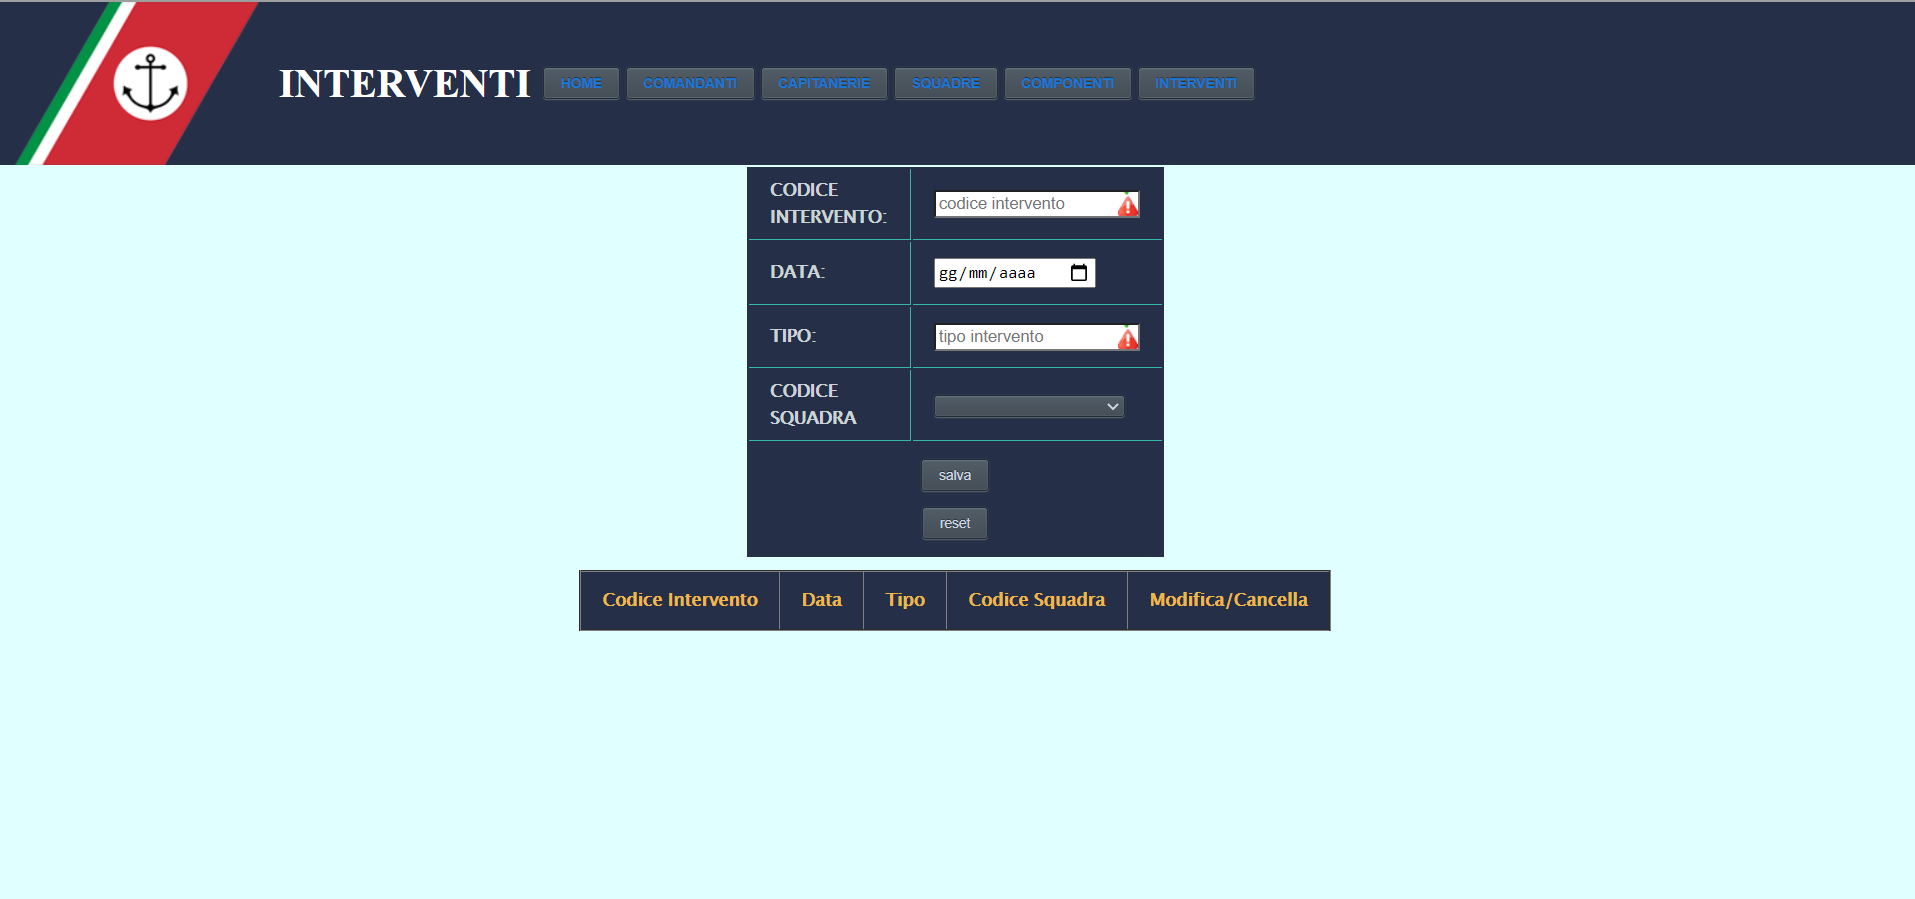 INTERVENTI
HOME COMANDANTI CAPITANERIE SQUADRE COMPONENTI INTERVENTI
CODICE
INTERVENTO:
codice intervento
DATA:
gg/mm/aaaa
TIPO:
tipo intervento
CODICE
SQUADRA
salva
reset
Codice Intervento Data Tipo Codice Squadra Modifica/Cancella